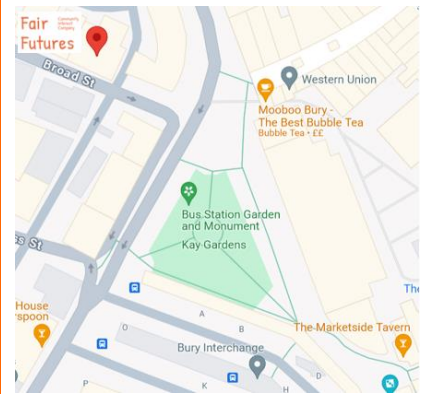 Fair
Futures
Community
Interest
Company
Broad St
Western Union
Mooboo Bury -
The Best Bubble Tea
Bubble Tea • ££
Bus Station Garden
and Monument
Kay Gardens
ss St
The
House
rspoon
A
O
B
The Marketside Tavern
Bury Interchange
D
P
K
H